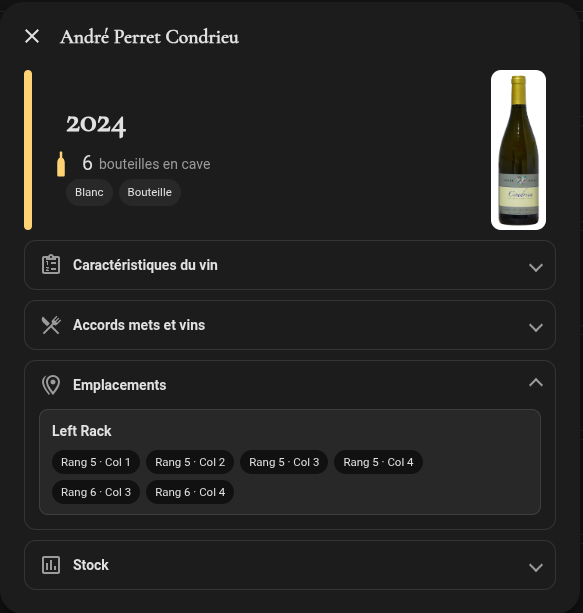 André Perret Condrieu
2024
6 bouteilles en cave
Blanc Bouteille
Condrieu
Caractéristiques du vin
Accords mets et vins
Emplacements
Left Rack
Rang 5 · Col 1 Rang 5 · Col 2 Rang 5 · Col 3 Rang 5 · Col 4
Rang 6 · Col 3 Rang 6 · Col 4
Stock